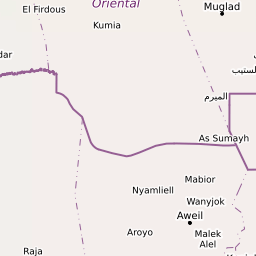 Muglad
El Firdous
Oriental
Kumia
dar
الستيب
الميرم
As Sumayh
Mabior
Nyamliell
Wanyjok
Aweil
Aroyo
Malek
Alel
Raja